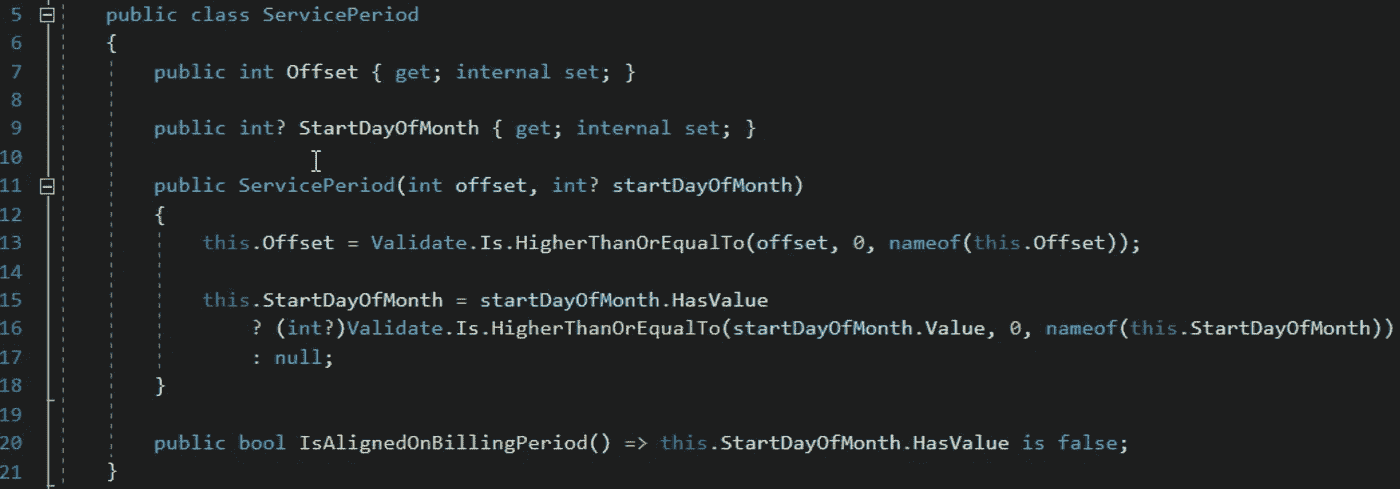 5 public class ServicePeriod
6 {
7 public int Offset { get; internal set; }
8
9 public int? StartDayOfMonth { get; internal set; }
10
11 public ServicePeriod(int offset, int? startDayOfMonth)
12 {
13 this.Offset = Validate.Is.HigherThanOrEqualTo(offset, 0, nameof(this.Offset));
14
15 this.StartDayOfMonth = startDayOfMonth.HasValue
16 ? (int?)Validate.Is.HigherThanOrEqualTo(startDayOfMonth.Value, 0, nameof(this.StartDayOfMonth))
17 : null;
18 }
19
20 public bool IsAlignedOnBillingPeriod() => this.StartDayOfMonth.HasValue is false;
21 }